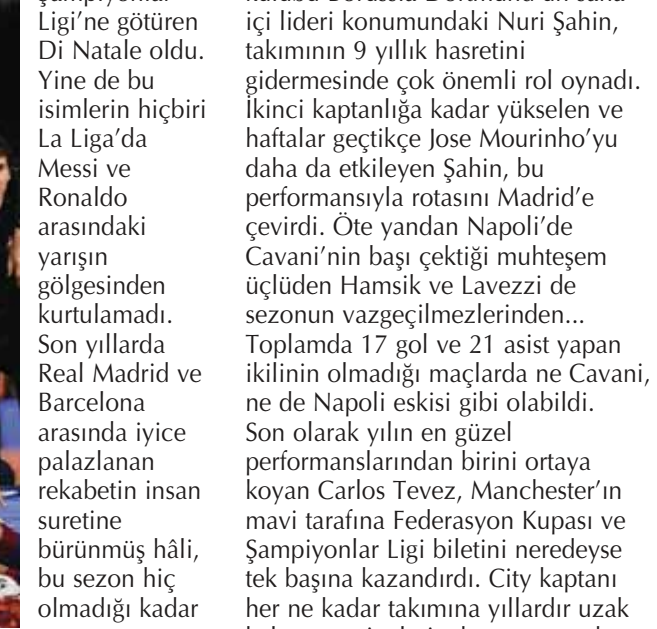 Şampiyonlar
Ligi’ne götüren
Di Natale oldu.
Yine de bu
isimlerin hiçbiri
La Liga’da
Messi ve
Ronaldo
arasındaki
yarışın
gölgesinden
kurtulamadı.
Son yıllarda
Real Madrid ve
Barcelona
arasında iyice
palazlanan
rekabetin insan
suretine
bürünmüş hâli,
bu sezon hiç
olmadığı kadar
içi lideri konumundaki Nuri Şahin,
takımının 9 yıllık hasretini
gidermesinde çok önemli rol oynadı.
İkinci kaptanlığa kadar yükselen ve
haftalar geçtikçe Jose Mourinho’yu
daha da etkileyen Şahin, bu
performansıyla rotasını Madrid’e
çevirdi. Öte yandan Napoli’de
Cavani’nin başı çektiği muhteşem
üçlüden Hamsik ve Lavezzi de
sezonun vazgeçilmezlerinden...
Toplamda 17 gol ve 21 asist yapan
ikilinin olmadığı maçlarda ne Cavani,
ne de Napoli eskisi gibi olabildi.
Son olarak yılın en güzel
performanslarından birini ortaya
koyan Carlos Tevez, Manchester’ın
mavi tarafına Federasyon Kupası ve
Şampiyonlar Ligi biletini neredeyse
tek başına kazandırdı. City kaptanı
her ne kadar takımına yıllardır uzak